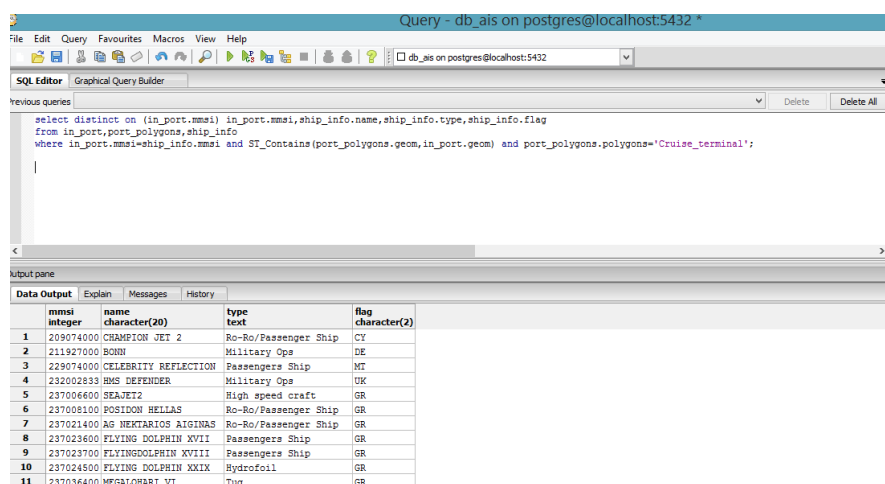 Query - db_ais on postgres@localhost:5432 *
File Edit Query Favourites Macros View Help
db_ais on postgres@localhost:5432
SQL Editor Graphical Query Builder
Previous queries Delete Delete All
select distinct on (in_port.mmsi) in_port.mmsi,ship_info.name,ship_info.type,ship_info.flag
from in_port,port_polygons,ship_info
where in_port.mmsi=ship_info.mmsi and ST_Contains(port_polygons.geom,in_port.geom) and port_polygons.polygons='Cruise_terminal';
Output pane
Data Output Explain Messages History
mmsi name type flag
integer character(20) text character(2)
1 209074000 CHAMPION JET 2 Ro-Ro/Passenger Ship CY
2 211927000 BONN Military Ops DE
3 229074000 CELEBRITY REFLECTION Passengers Ship MT
4 232002833 HMS DEFENDER Military Ops UK
5 237006600 SEAJET2 High speed craft GR
6 237008100 POSIDON HELLAS Ro-Ro/Passenger Ship GR
7 237021400 AG NEKTARIOS AIGINAS Ro-Ro/Passenger Ship GR
8 237023600 FLYING DOLPHIN XVII Passengers Ship GR
9 237023700 FLYINGDOLPHIN XVIII Passengers Ship GR
10 237024500 FLYING DOLPHIN XXIX Hydrofoil GR
11 237036400 MEGALOHARI VI Tug GR